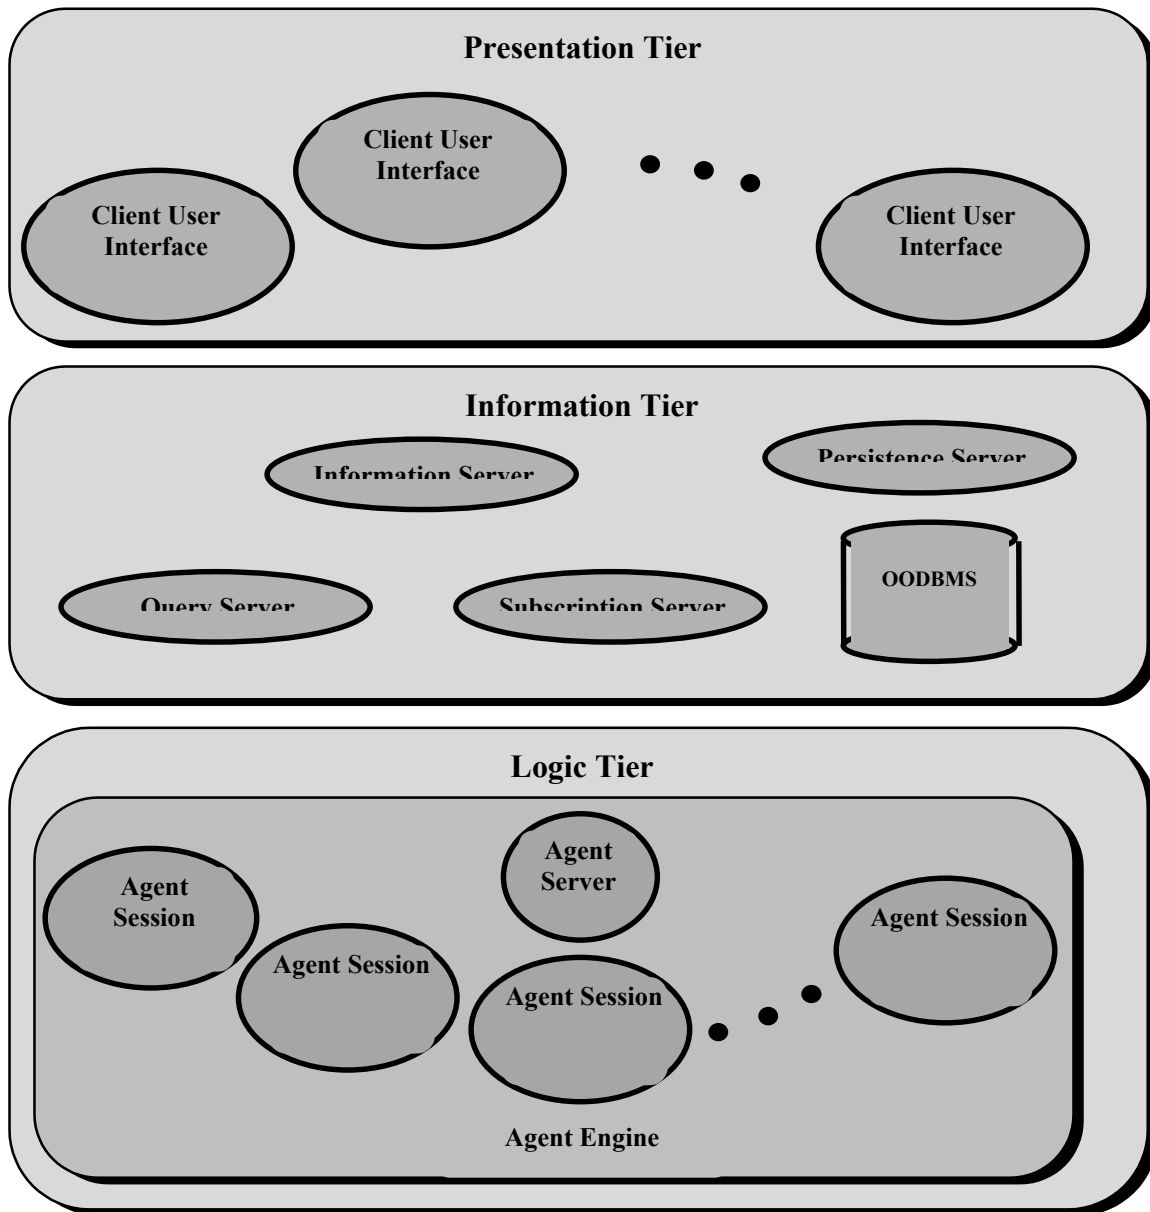 Presentation Tier
Client User
Interface
Client User
Interface
Client User
Interface
Information Tier
Information Server
Persistence Server
OODBMS
Query Server
Subscription Server
Logic Tier
Agent
Server
Agent
Session
Agent Session
Agent Session
Agent Session
Agent Engine